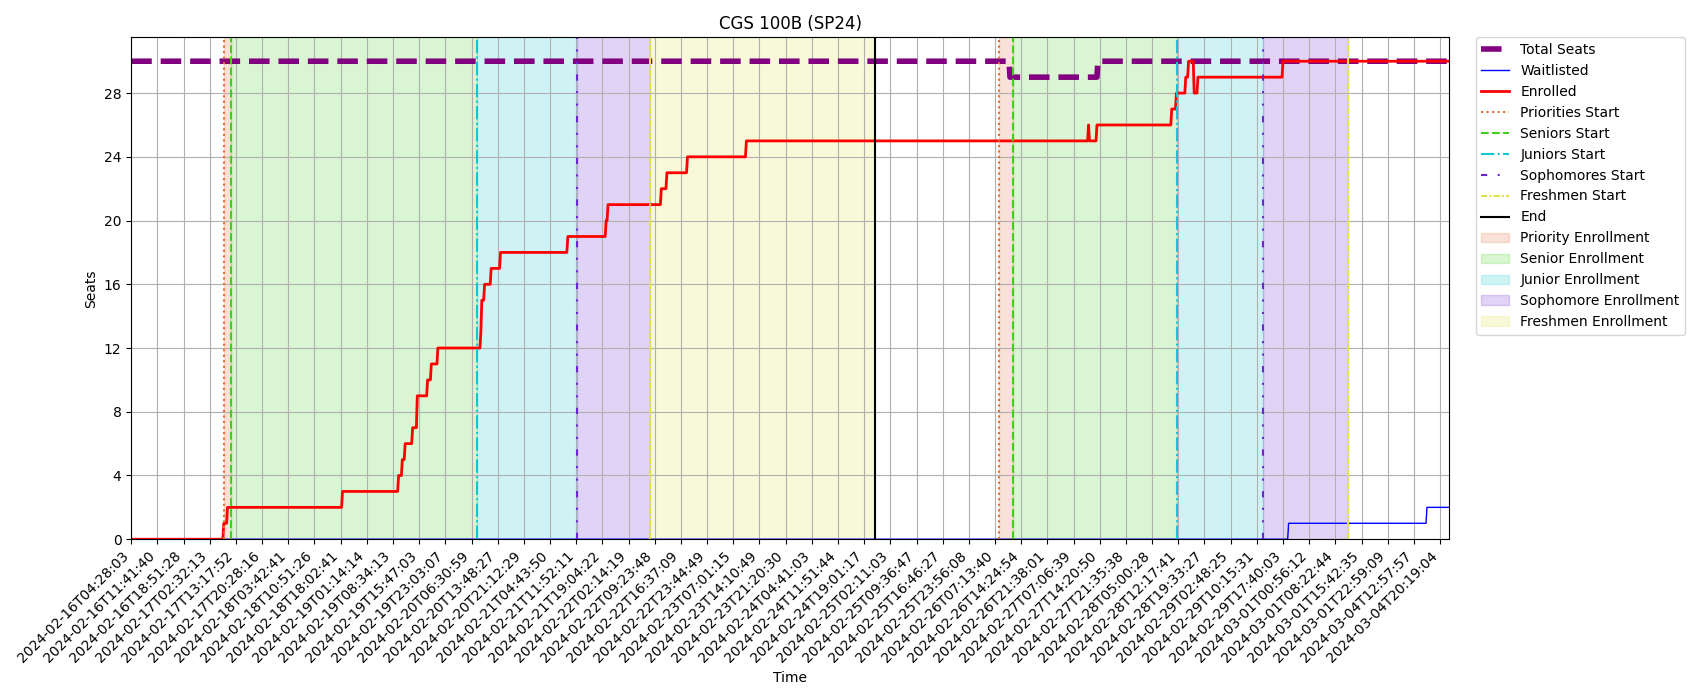 CGS 100B (SP24)
Seats
28
24
20
16
12
8
4
0
2024-02-16T04:28:03
2024-02-16T11:41:40
2024-02-16T18:51:28
2024-02-17T02:32:13
2024-02-17T13:17:52
2024-02-17T20:28:16
2024-02-18T03:42:41
2024-02-18T10:51:26
2024-02-18T18:02:41
2024-02-19T01:14:14
2024-02-19T08:34:13
2024-02-19T15:47:03
2024-02-19T23:03:07
2024-02-20T06:30:59
2024-02-20T13:48:27
2024-02-20T21:12:29
2024-02-21T04:43:50
2024-02-21T11:52:11
2024-02-21T19:04:22
2024-02-22T02:14:19
2024-02-22T09:23:48
2024-02-22T16:37:09
2024-02-22T23:44:49
2024-02-23T07:01:15
2024-02-23T14:10:49
2024-02-23T21:20:30
2024-02-24T04:41:03
2024-02-24T11:51:44
2024-02-24T19:01:17
2024-02-25T02:11:03
2024-02-25T09:36:47
2024-02-25T16:46:27
2024-02-25T23:56:08
2024-02-26T07:13:40
2024-02-26T14:24:54
2024-02-26T21:38:01
2024-02-27T07:06:39
2024-02-27T14:20:50
2024-02-27T21:35:38
2024-02-28T05:00:28
2024-02-28T12:17:41
2024-02-28T19:33:27
2024-02-29T02:48:25
2024-02-29T10:15:31
2024-02-29T17:40:03
2024-03-01T00:56:12
2024-03-01T08:22:44
2024-03-01T15:42:35
2024-03-01T22:59:09
2024-03-04T12:57:57
2024-03-04T20:19:04
Time
Total Seats
Waitlisted
Enrolled
Priorities Start
Seniors Start
Juniors Start
Sophomores Start
Freshmen Start
End
Priority Enrollment
Senior Enrollment
Junior Enrollment
Sophomore Enrollment
Freshmen Enrollment